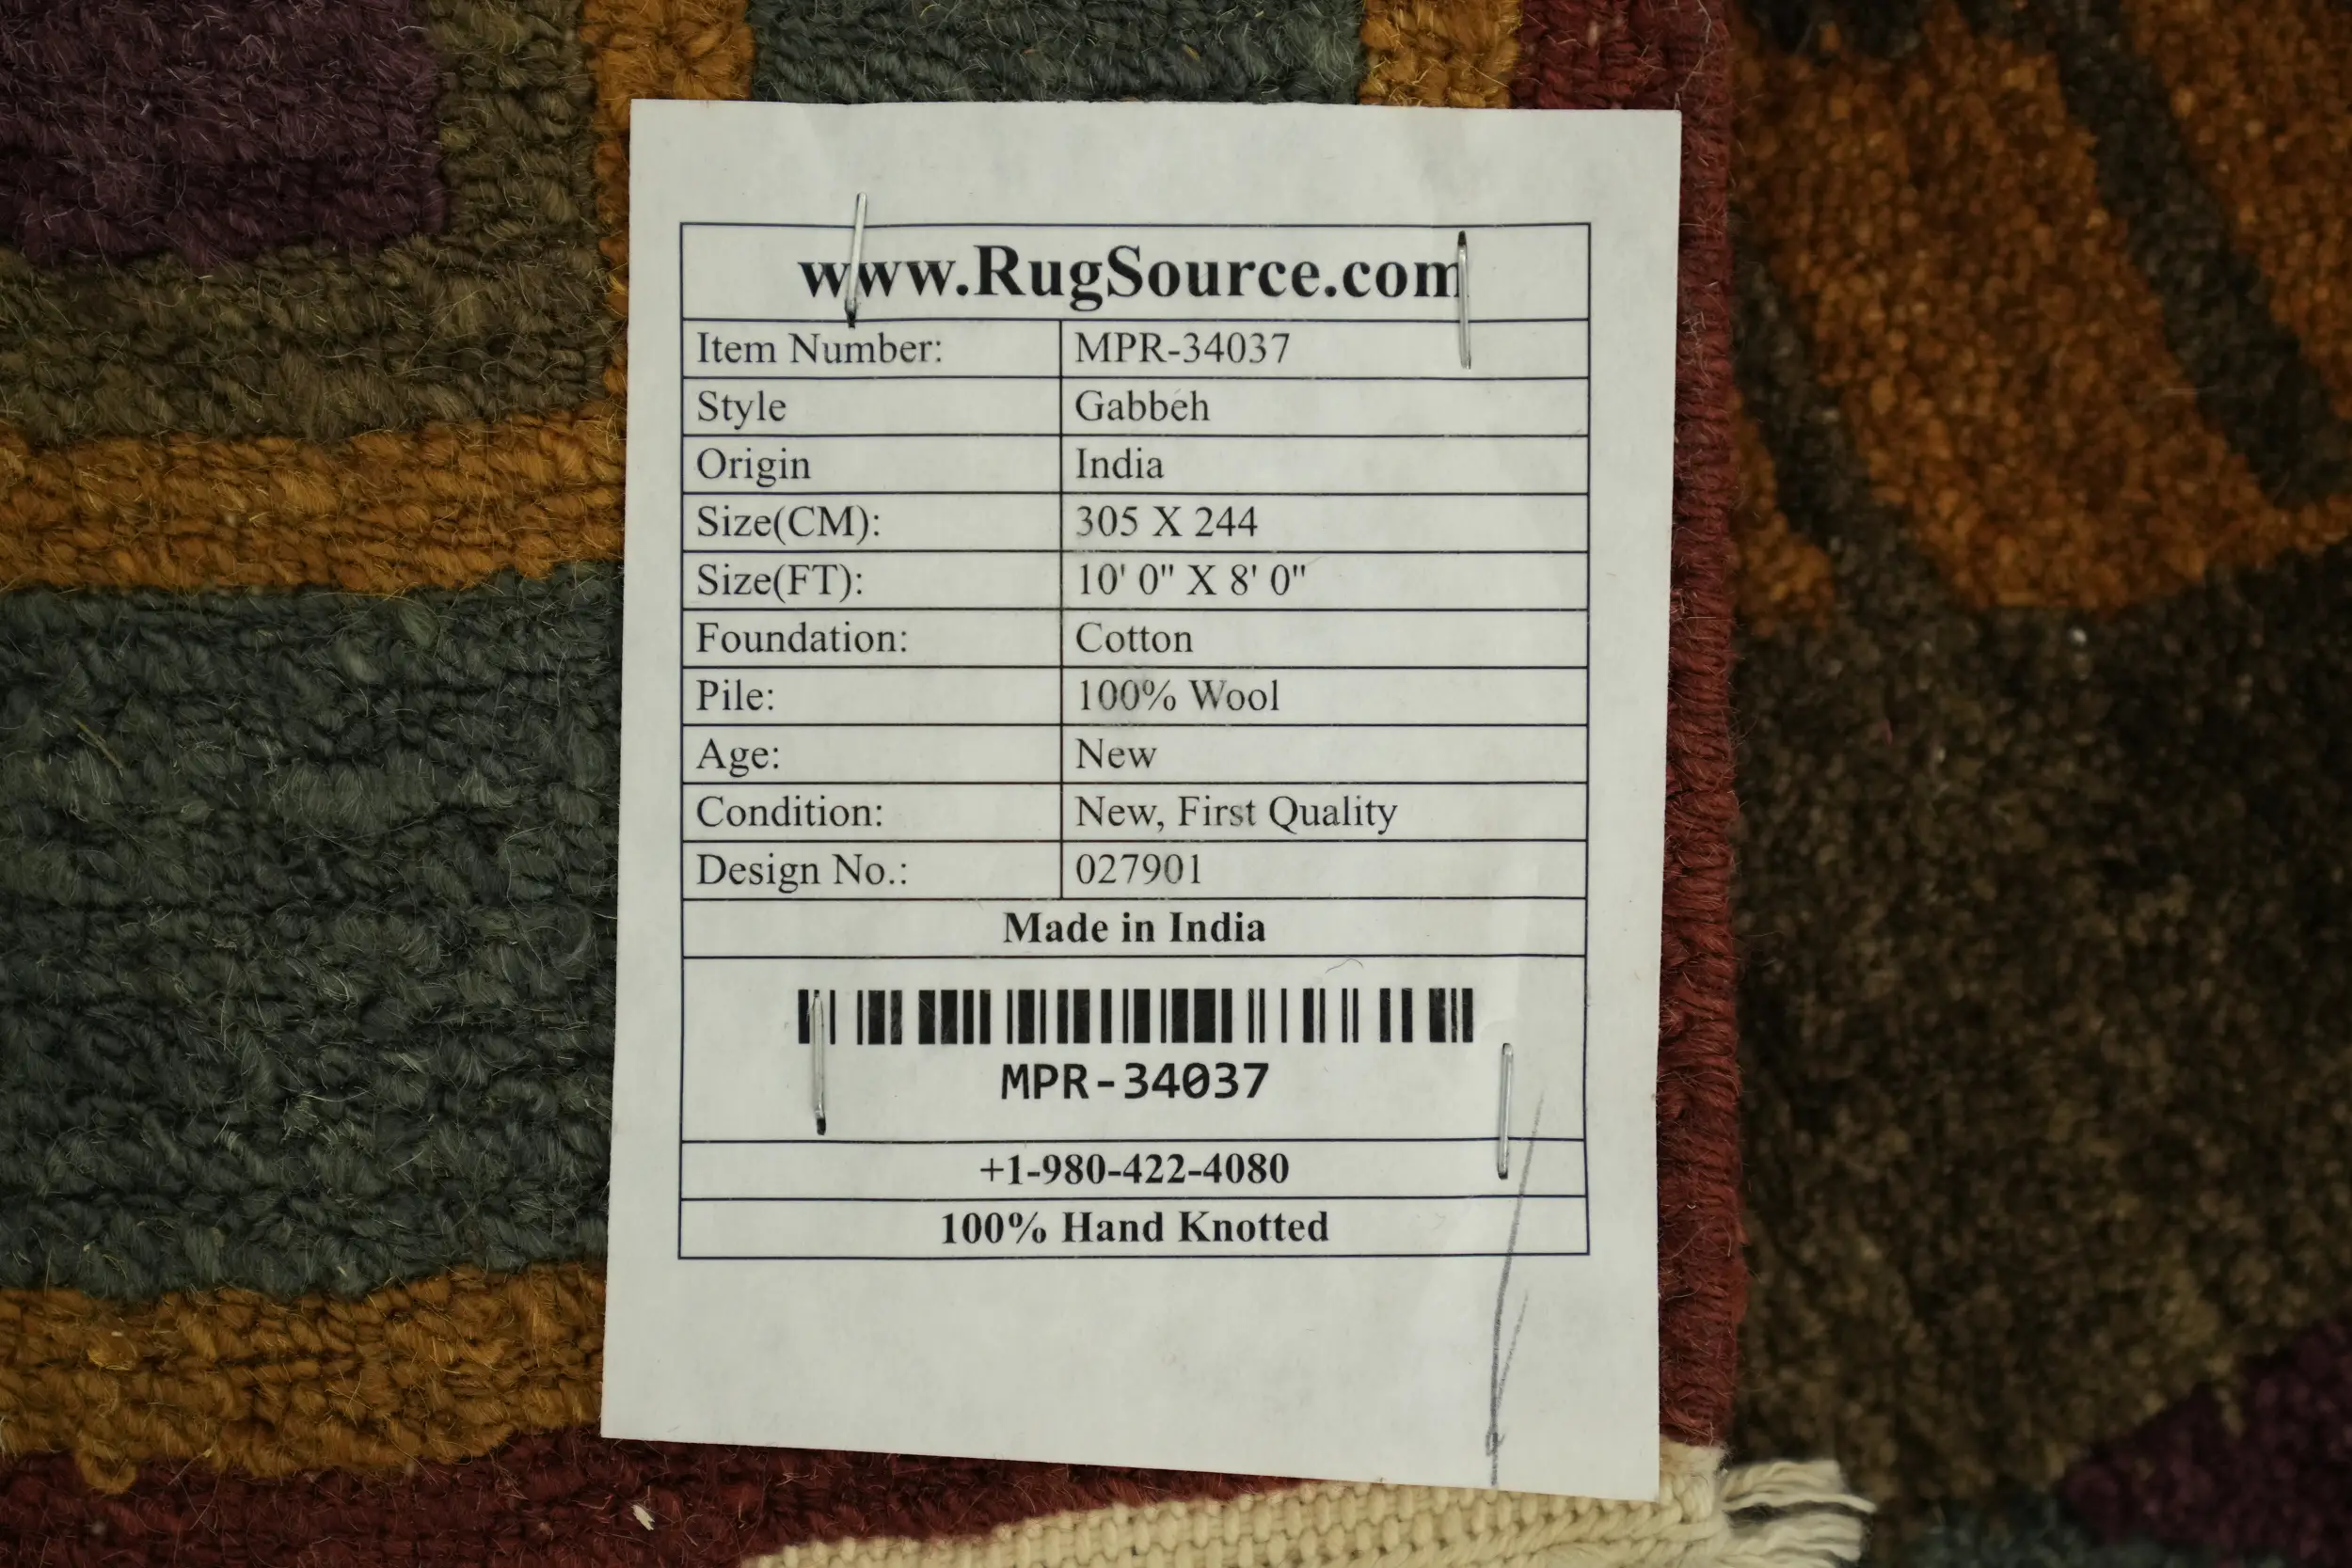 www.RugSource.com
Item Number: MPR-34037
Style Gabbeh
Origin India
Size(CM): 305 X 244
Size(FT): 10' 0" X 8' 0"
Foundation: Cotton
Pile: 100% Wool
Age: New
Condition: New, First Quality
Design No.: 027901
Made in India
MPR-34037
+1-980-422-4080
100% Hand Knotted